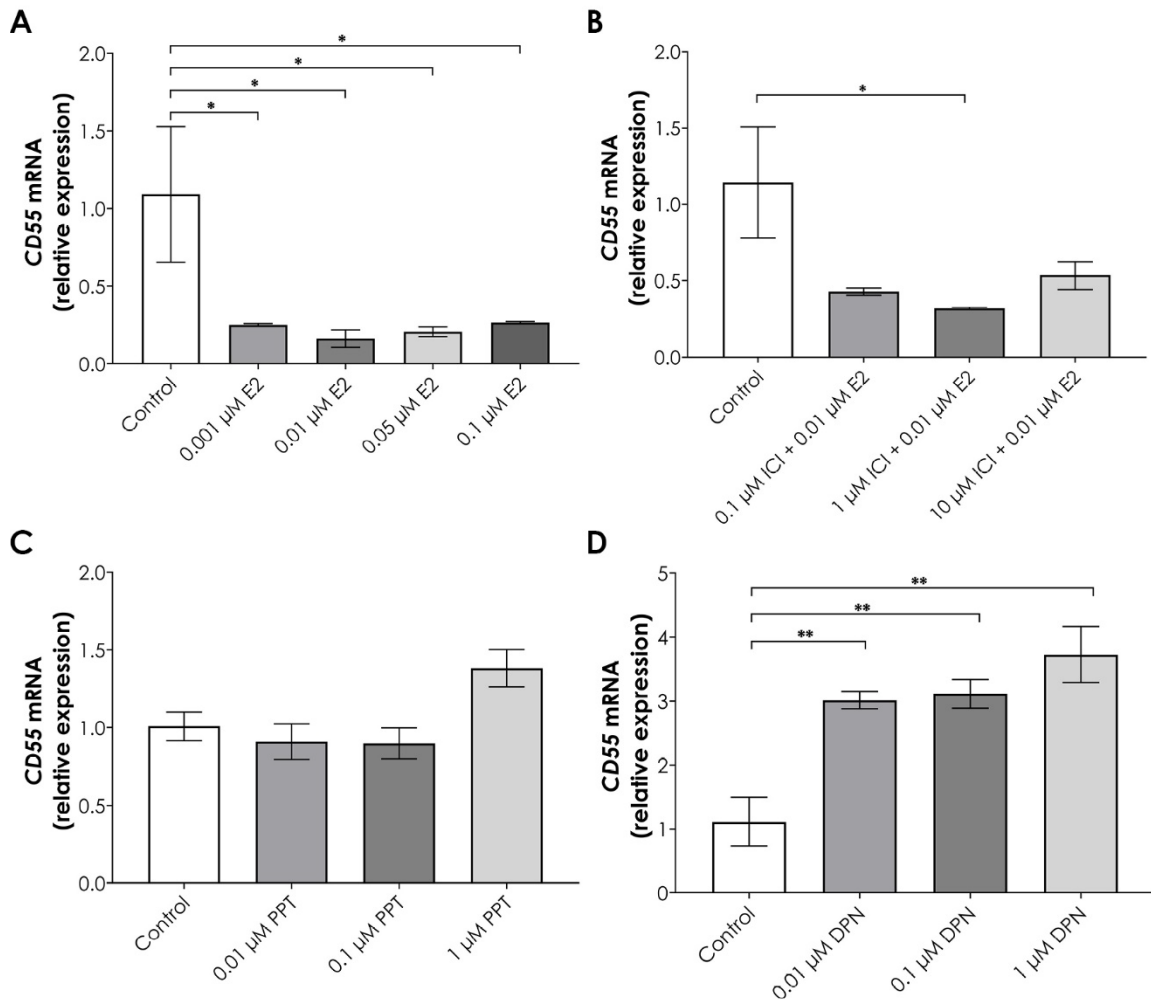 A
CD55 mRNA
(relative expression)
2.0
1.5
1.0
0.5
0.0
*
*
*
*
Control
0.001 µM E2
0.01 µM E2
0.05 µM E2
0.1 µM E2
B
CD55 mRNA
(relative expression)
2.0
1.5
1.0
0.5
0.0
*
Control
0.1 µM ICI + 0.01 µM E2
1 µM ICI + 0.01 µM E2
10 µM ICI + 0.01 µM E2
C
CD55 mRNA
(relative expression)
2.0
1.5
1.0
0.5
0.0
Control
0.01 µM PPT
0.1 µM PPT
1 µM PPT
D
CD55 mRNA
(relative expression)
5
4
3
2
1
0
**
**
**
Control
0.01 µM DPN
0.1 µM DPN
1 µM DPN